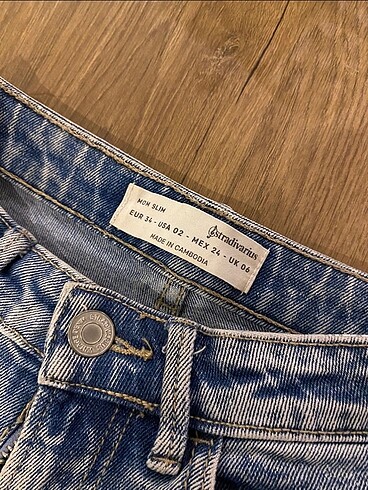 MOM SLIM
stradivarius
EUR 34 - USA 02 - MEX 24 - UK 06
MADE IN CAMBODIA